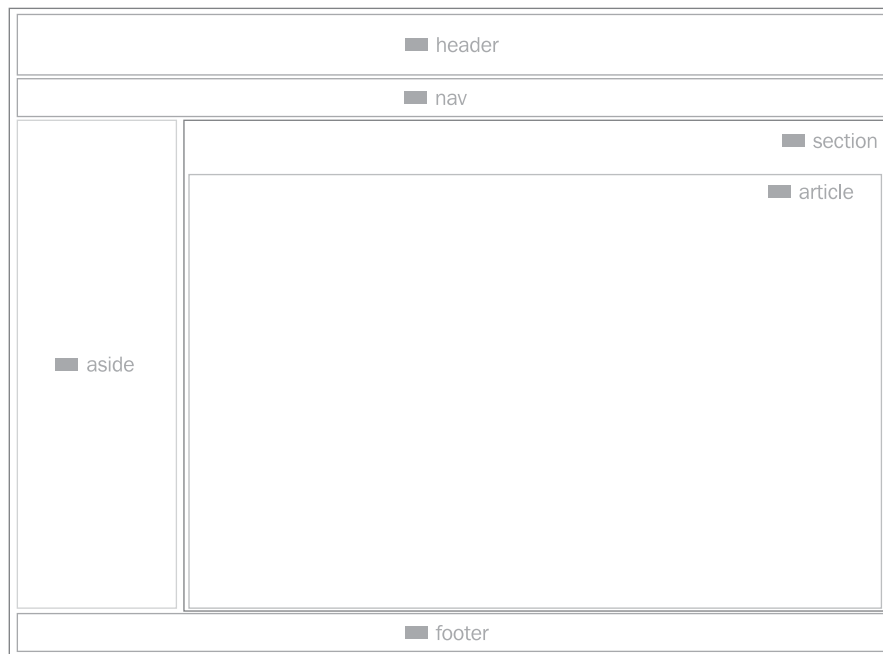 header
nav
section
article
aside
footer